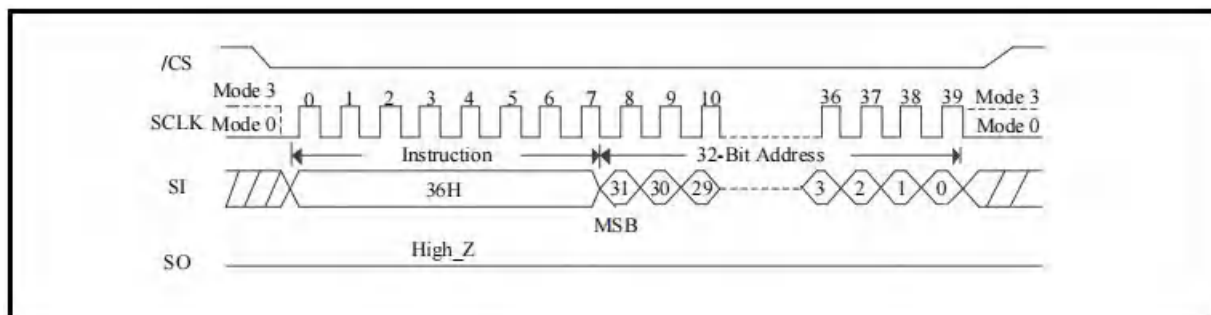 /CS
Mode 3 0 1 2 3 4 5 6 7 8 9 10 36 37 38 39 Mode 3
SCLK Mode 0 Mode 0
Instruction 32-Bit Address
SI 36H 31 30 29 3 2 1 0
MSB
High_Z
SO